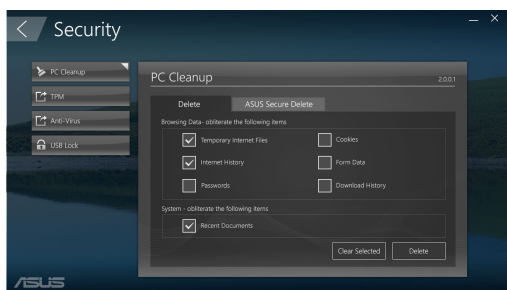 Security
PC Cleanup
TPM
Anti-Virus
USB Lock
PC Cleanup
2.0.0.1
Delete
ASUS Secure Delete
Browsing Data- obliterate the following items
Temporary Internet Files
Cookies
Internet History
Form Data
Passwords
Download History
System - obliterate the following items
Recent Documents
Clear Selected
Delete
ASUS